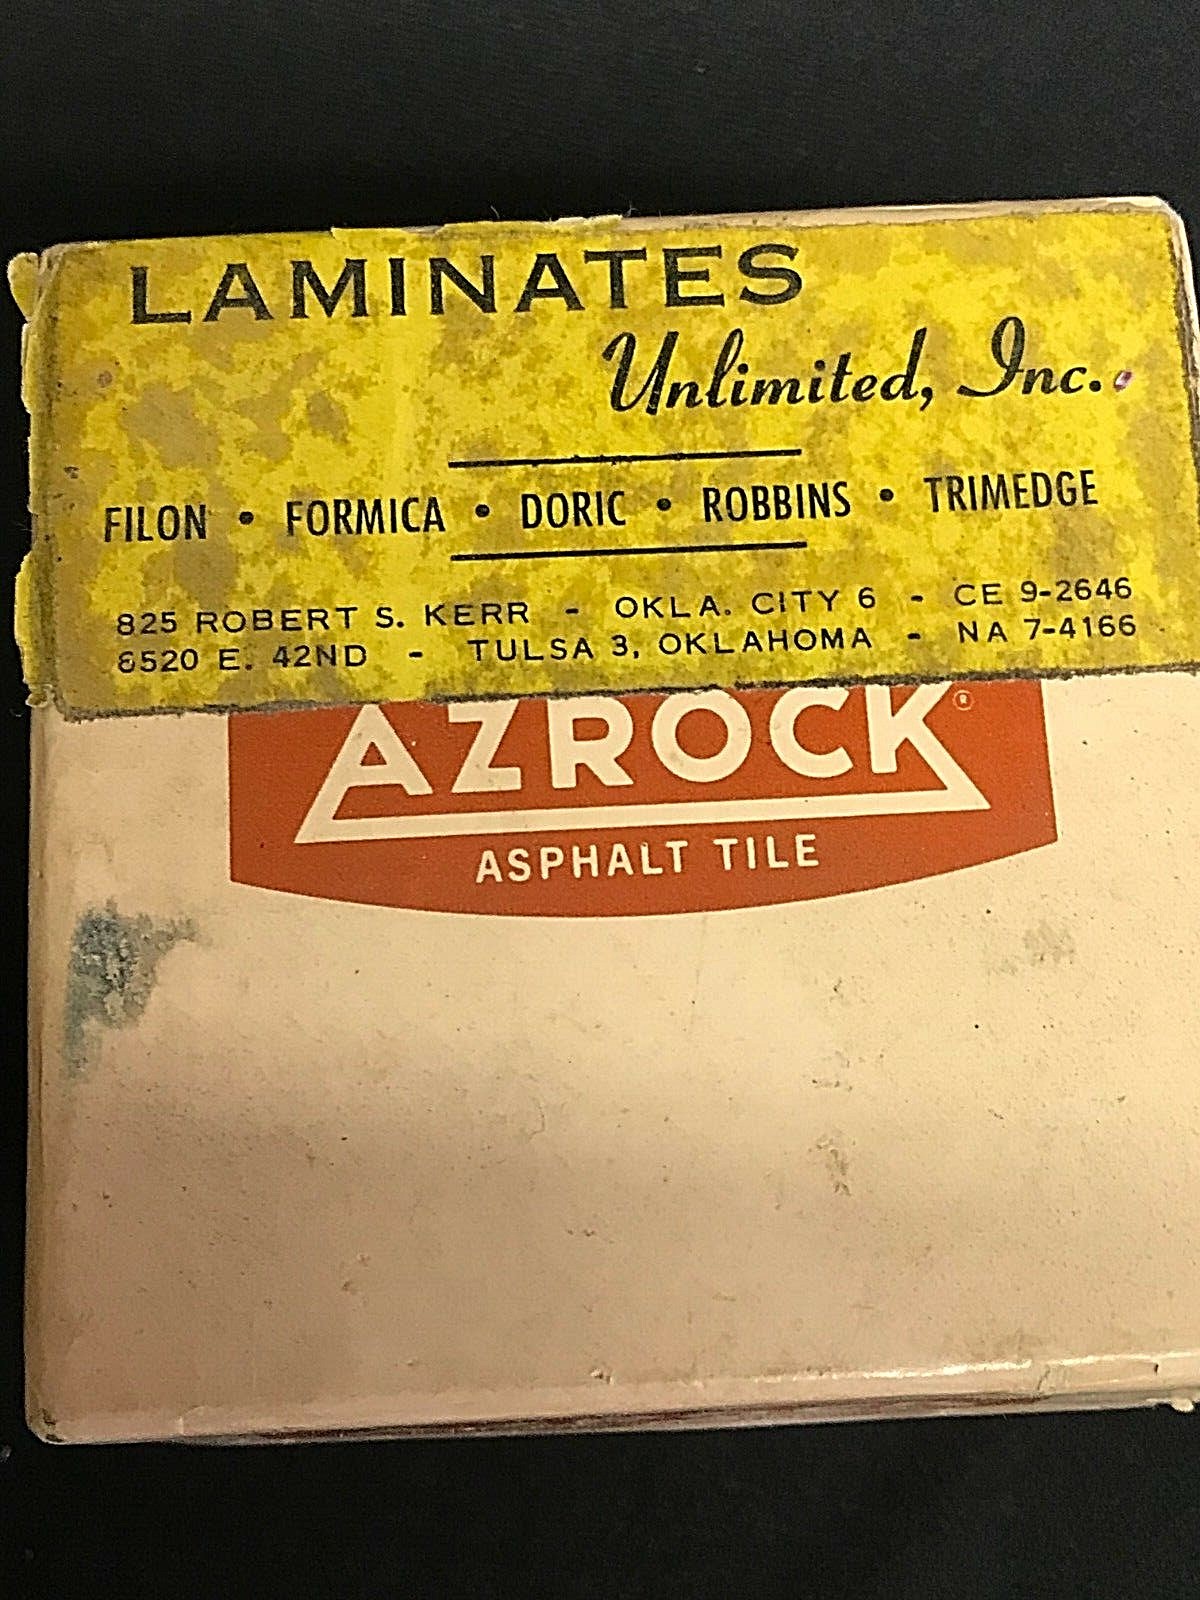 LAMINATES
Unlimited, Inc.
FILON • FORMICA • DORIC • ROBBINS • TRIMEDGE
825 ROBERT S. KERR - OKLA. CITY 6 - CE 9-2646
6520 E. 42ND - TULSA 3, OKLAHOMA - NA 7-4166
AZROCK®
ASPHALT TILE